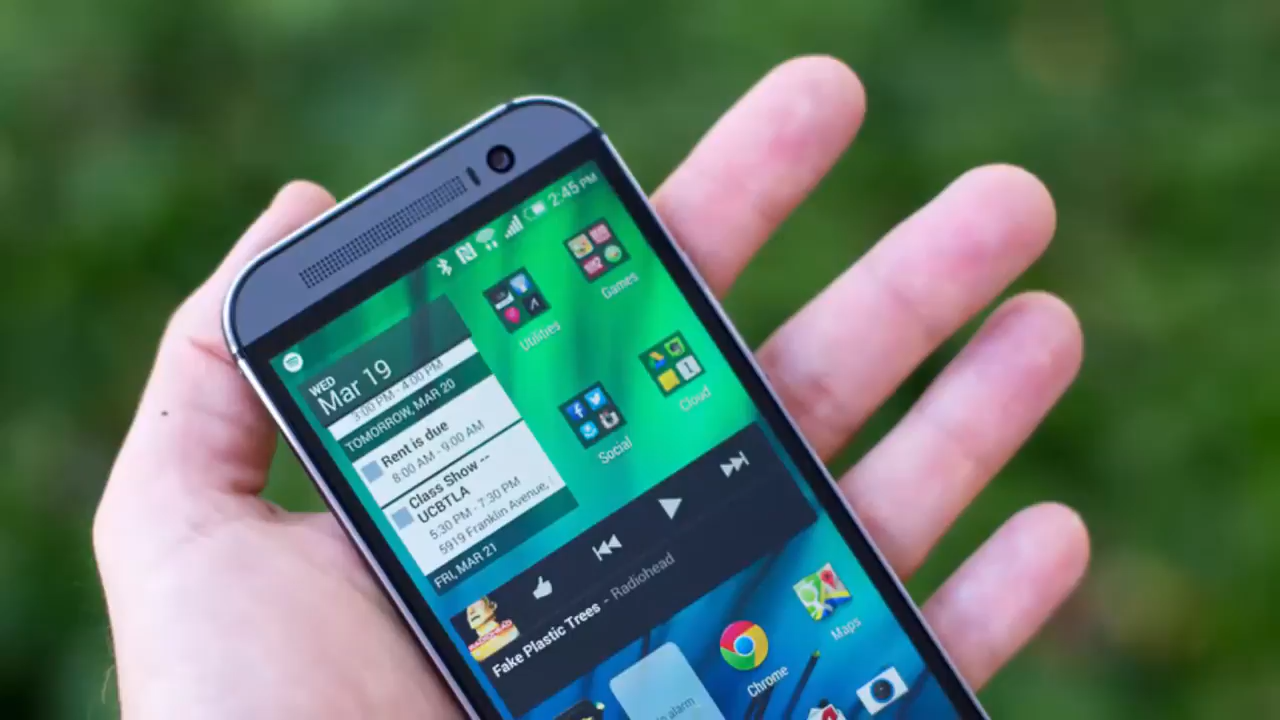 2:45 PM
WED
Mar 19
3:00 PM - 4:00 PM
TOMORROW, MAR 20
Rent is due
8:00 AM - 9:00 AM
Class Show --
UCBTLA
5:30 PM - 7:30 PM
5919 Franklin Avenue,
FRI, MAR 21
Utilities
Games
Social
Cloud
RADIOHEAD
Fake Plastic Trees - Radiohead
Chrome
Maps
alarm